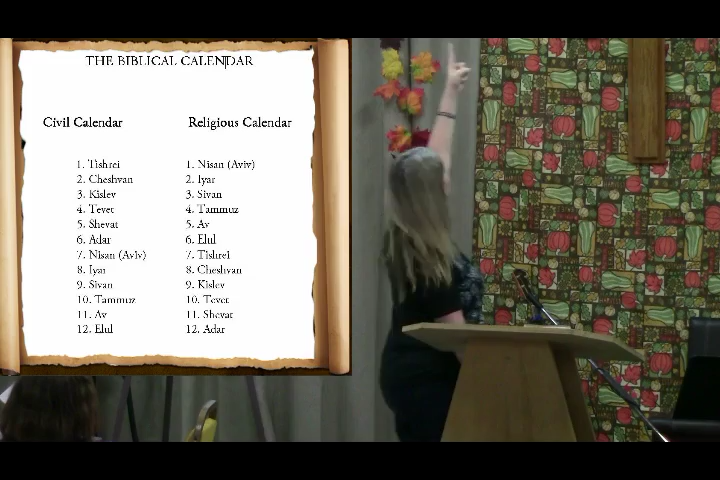 THE BIBLICAL CALENDAR
Civil Calendar
1. Tishrei
2. Cheshvan
3. Kislev
4. Tevet
5. Shevat
6. Adar
7. Nisan (Aviv)
8. Iyar
9. Sivan
10. Tammuz
11. Av
12. Elul
Religious Calendar
1. Nisan (Aviv)
2. Iyar
3. Sivan
4. Tammuz
5. Av
6. Elul
7. Tishrei
8. Cheshvan
9. Kislev
10. Tevet
11. Shevat
12. Adar